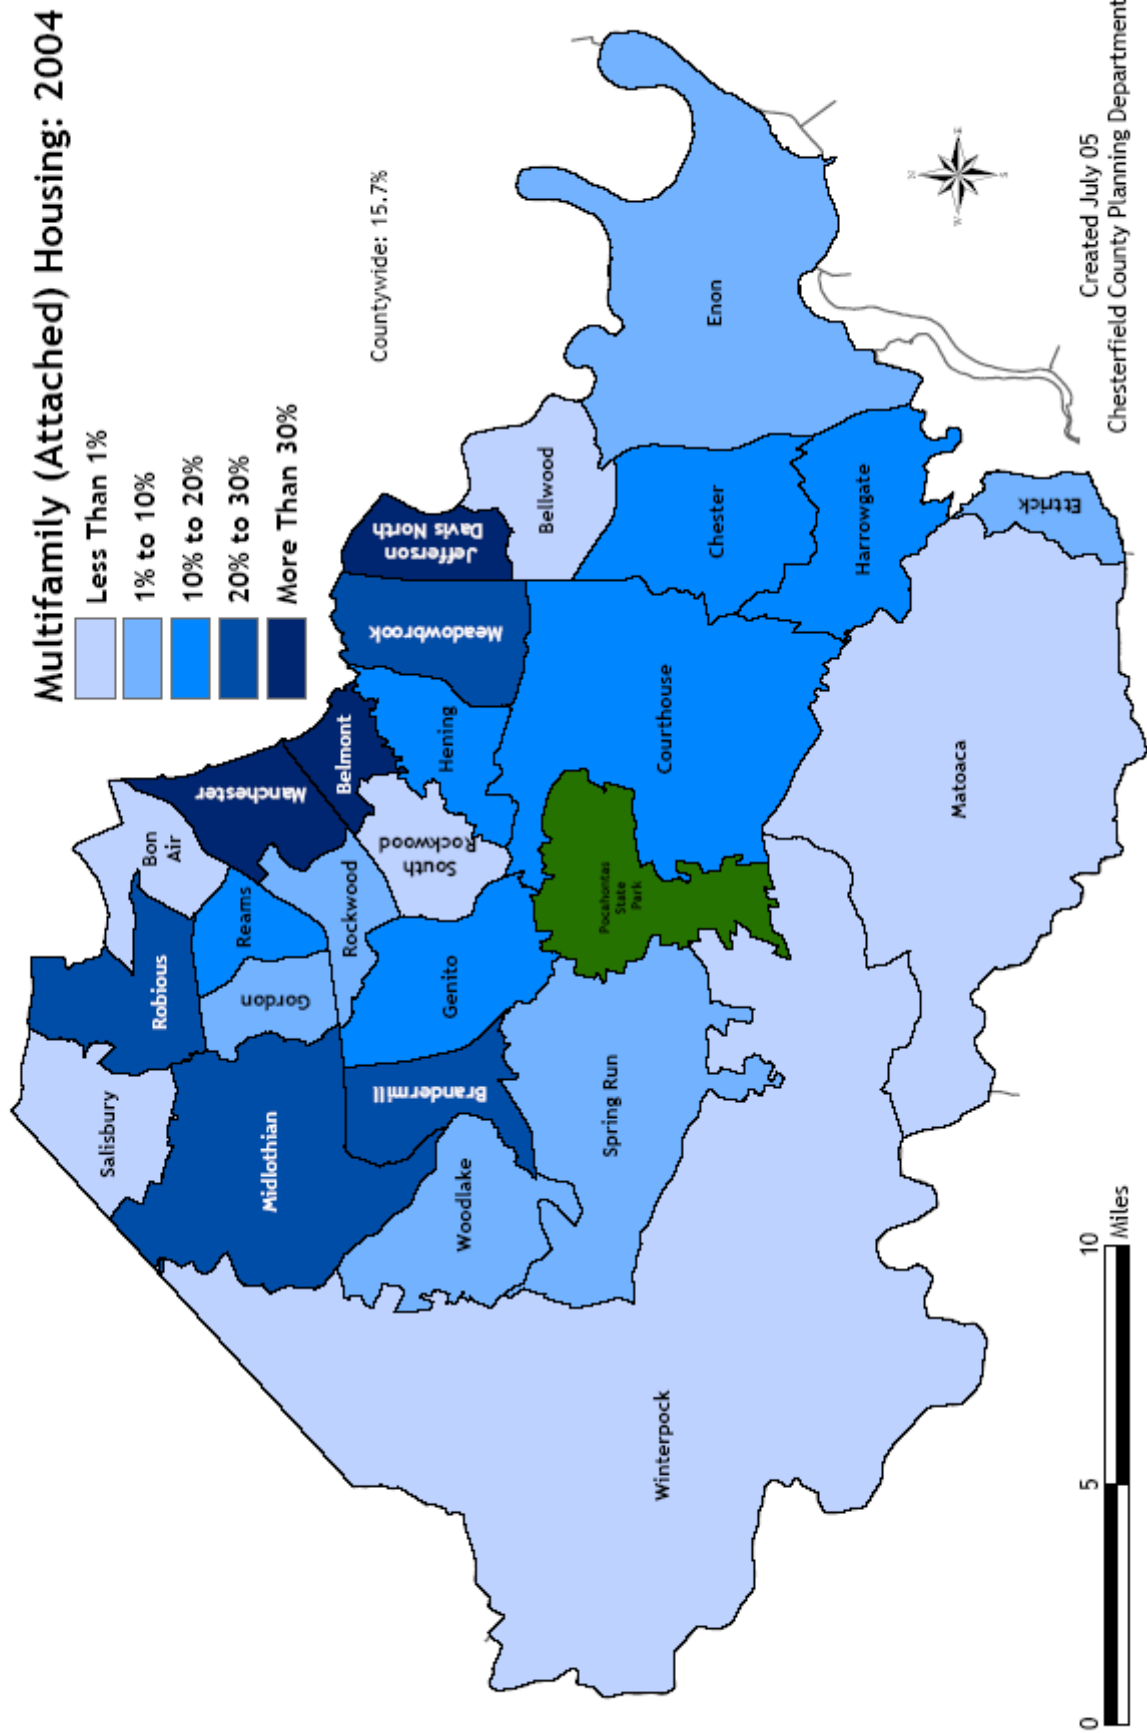 Multifamily (Attached) Housing: 2004
Less Than 1%
1% to 10%
10% to 20%
20% to 30%
More Than 30%
Countywide: 15.7%
Salisbury
Robious
Bon
Air
Midlothian
Gordon
Reams
Manchester
Belmont
Rockwood
South
Rockwood
Hening
Meadowbrook
Jefferson
Davis North
Bellwood
Brandermill
Genito
Woodlake
Spring Run
Pocahontas
State
Park
Courthouse
Chester
Enon
Harrowgate
Ettrick
Matoaca
Winterpock
N
W
E
S
0
5
10
Miles
Created July 05
Chesterfield County Planning Department